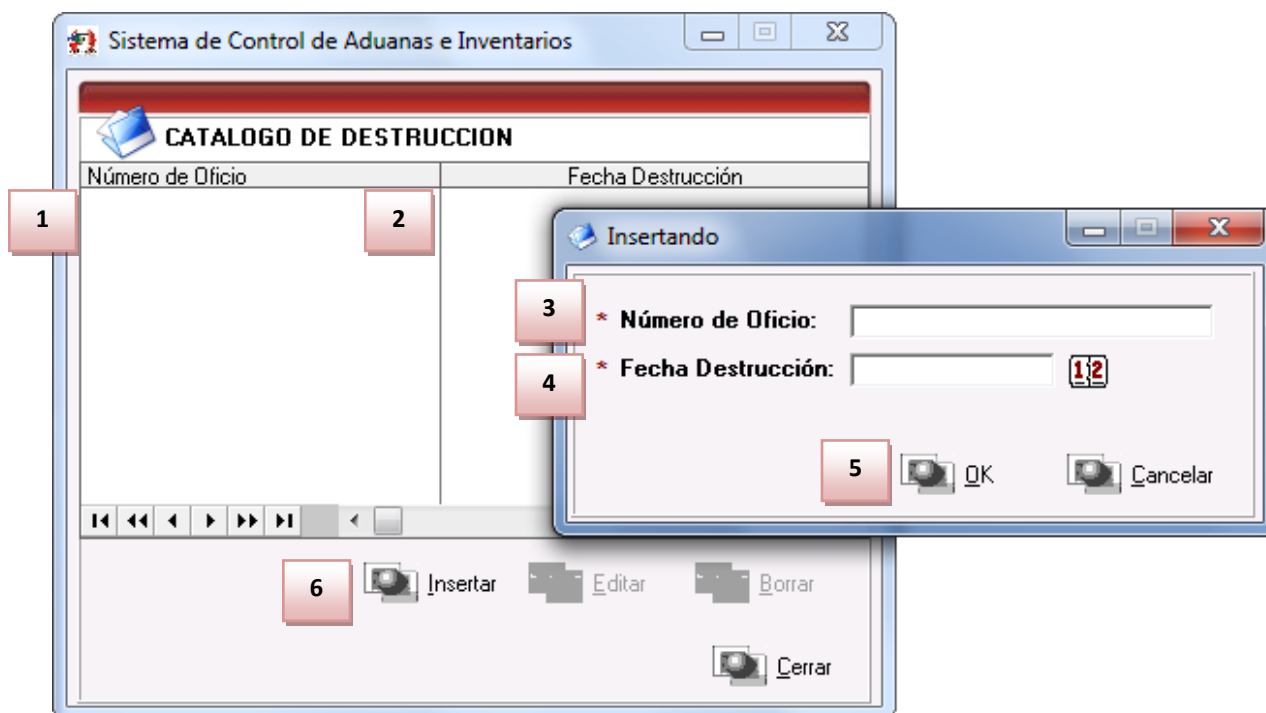 Sistema de Control de Aduanas e Inventarios
CATALOGO DE DESTRUCCION
Número de Oficio Fecha Destrucción
1 2
Insertando
3 * Número de Oficio:
4 * Fecha Destrucción: 12
5 OK Cancelar
6 Insertar Editar Borrar
Cerrar